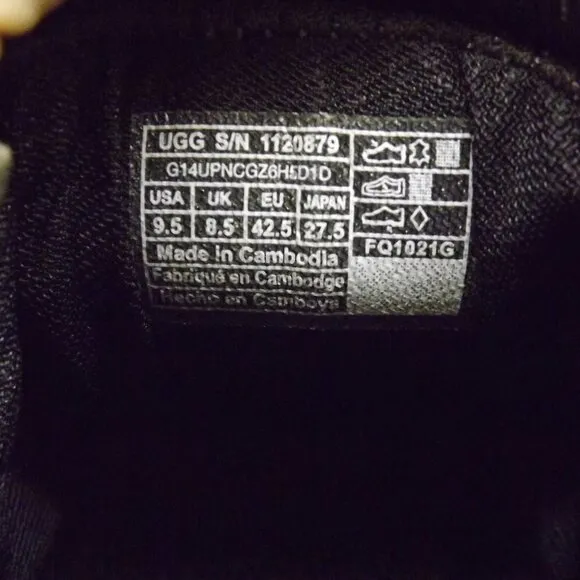 UGG S/N 1120879
G14UPNCGZ6H5D1D
USA UK EU JAPAN
9.5 8.5 42.5 27.5
Made in Cambodia
Fabriqué en Cambodge
Hecho en Camboya
FQ1021G